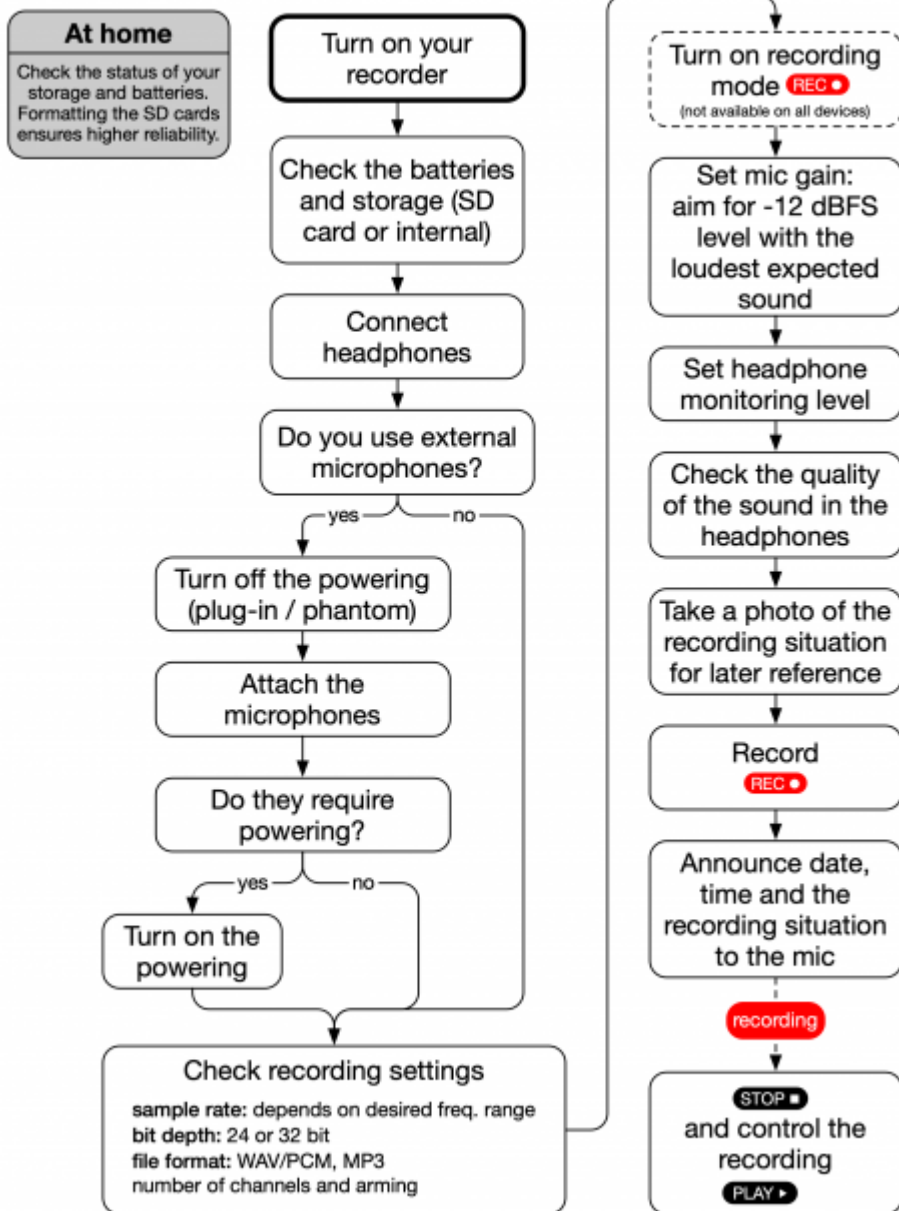 At home
Check the status of your
storage and batteries.
Formatting the SD cards
ensures higher reliability.
Turn on your
recorder
Check the batteries
and storage (SD
card or internal)
Connect
headphones
Do you use external
microphones?
yes
no
Turn off the powering
(plug-in / phantom)
Attach the
microphones
Do they require
powering?
yes
no
Turn on the
powering
Check recording settings
sample rate: depends on desired freq. range
bit depth: 24 or 32 bit
file format: WAV/PCM, MP3
number of channels and arming
Turn on recording
mode REC
(not available on all devices)
Set mic gain:
aim for -12 dBFS
level with the
loudest expected
sound
Set headphone
monitoring level
Check the quality
of the sound in the
headphones
Take a photo of the
recording situation
for later reference
Record
REC
Announce date,
time and the
recording situation
to the mic
recording
STOP
and control the
recording
PLAY